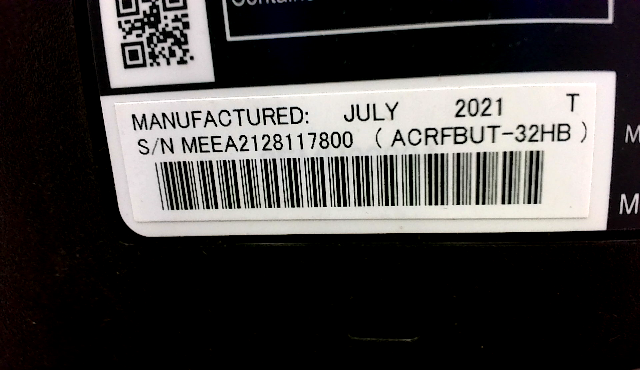 MANUFACTURED: JULY 2021 T
S/N MEEA2128117800 ( ACRFBUT-32HB )